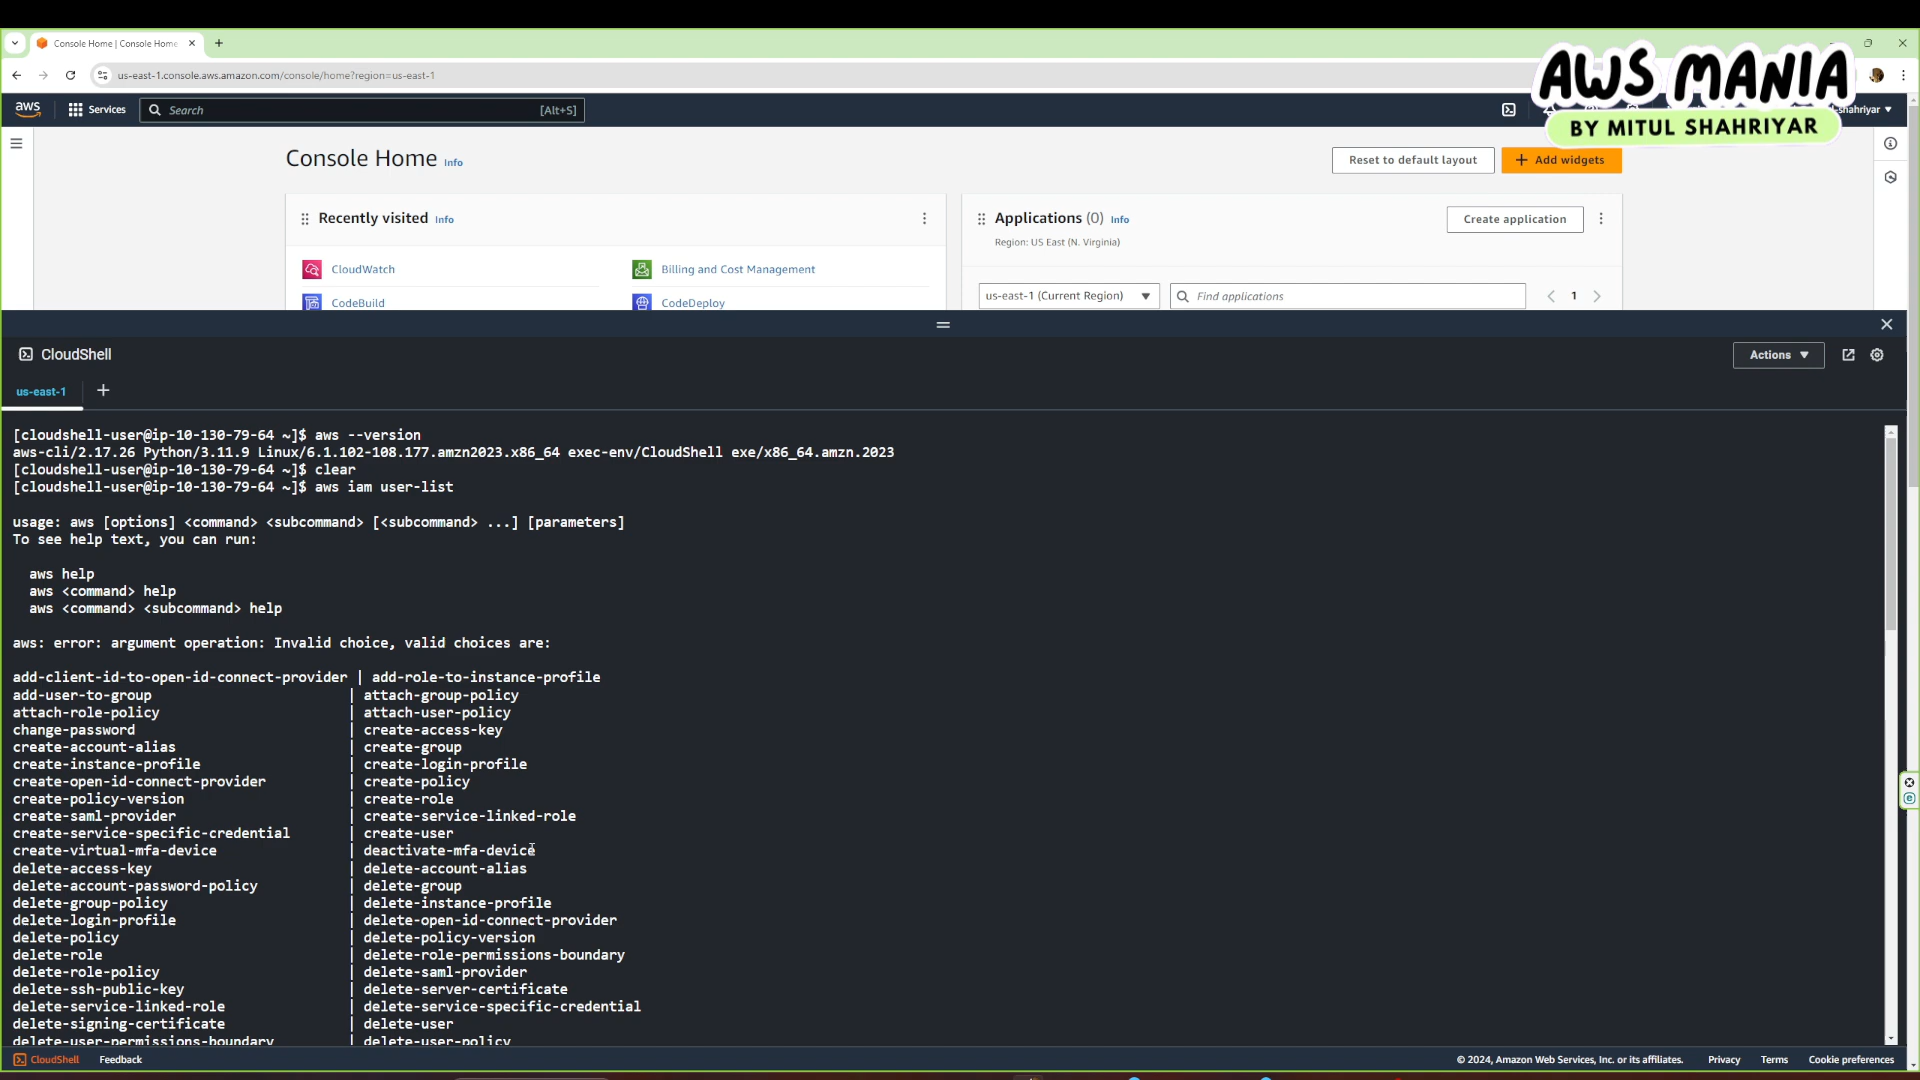 Console Home | Console Home
us-east-1.console.aws.amazon.com/console/home?region=us-east-1
AWS MANIA
BY MITUL SHAHRIYAR
aws
Services
Search
[Alt+S]
shahriyar
Console Home Info
Reset to default layout
Add widgets
Recently visited Info
CloudWatch
Billing and Cost Management
CodeBuild
CodeDeploy
Applications (0) Info
Region: US East (N. Virginia)
Create application
us-east-1 (Current Region)
Find applications
1
CloudShell
Actions
us-east-1
[cloudshell-user@ip-10-130-79-64 ~]$ aws --version
aws-cli/2.17.26 Python/3.11.9 Linux/6.1.102-108.177.amzn2023.x86_64 exec-env/CloudShell exe/x86_64.amzn.2023
[cloudshell-user@ip-10-130-79-64 ~]$ clear
[cloudshell-user@ip-10-130-79-64 ~]$ aws iam user-list
usage: aws [options] <command> <subcommand> [<subcommand> ...] [parameters]
To see help text, you can run:
aws help
aws <command> help
aws <command> <subcommand> help
aws: error: argument operation: Invalid choice, valid choices are:
add-client-id-to-open-id-connect-provider | add-role-to-instance-profile
add-user-to-group | attach-group-policy
attach-role-policy | attach-user-policy
change-password | create-access-key
create-account-alias | create-group
create-instance-profile | create-login-profile
create-open-id-connect-provider | create-policy
create-policy-version | create-role
create-saml-provider | create-service-linked-role
create-service-specific-credential | create-user
create-virtual-mfa-device | deactivate-mfa-device
delete-access-key | delete-account-alias
delete-account-password-policy | delete-group
delete-group-policy | delete-instance-profile
delete-login-profile | delete-open-id-connect-provider
delete-policy | delete-policy-version
delete-role | delete-role-permissions-boundary
delete-role-policy | delete-saml-provider
delete-ssh-public-key | delete-server-certificate
delete-service-linked-role | delete-service-specific-credential
delete-signing-certificate | delete-user
delete-user-permissions-boundary | delete-user-policy
CloudShell
Feedback
© 2024, Amazon Web Services, Inc. or its affiliates.
Privacy
Terms
Cookie preferences